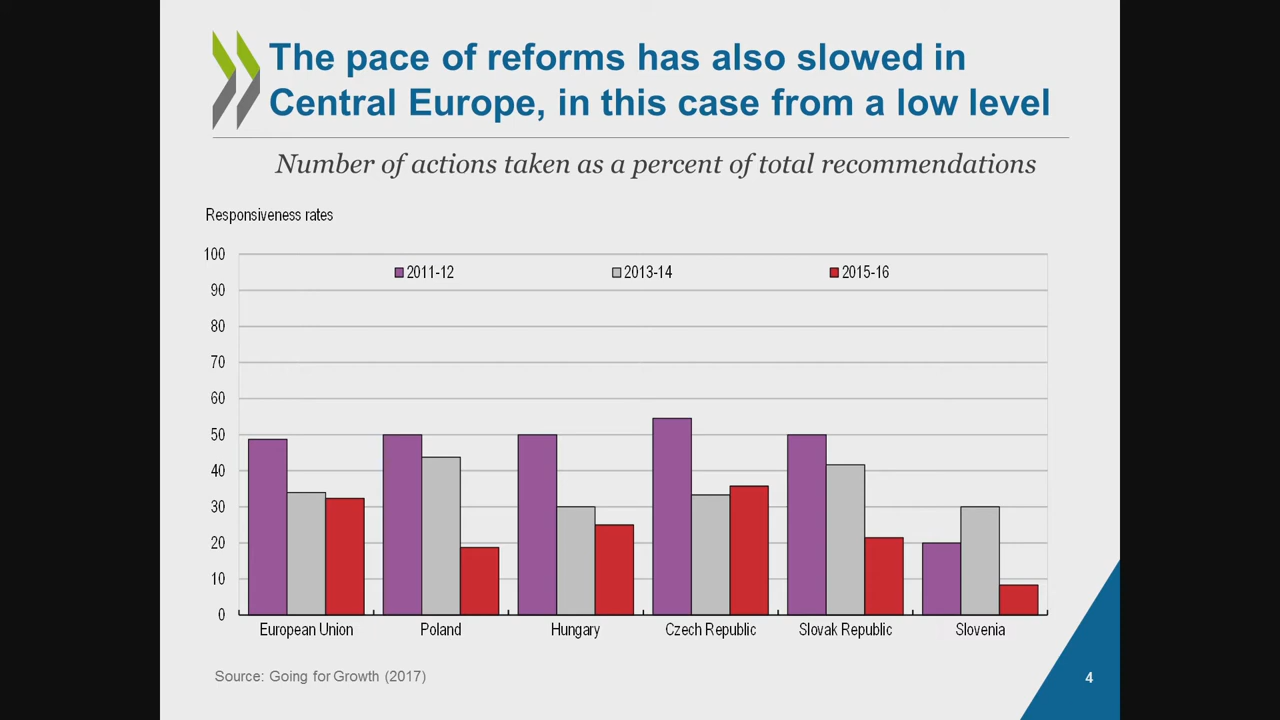 The pace of reforms has also slowed in
Central Europe, in this case from a low level
Number of actions taken as a percent of total recommendations
Responsiveness rates
100
2011-12 2013-14 2015-16
90
80
70
60
50
40
30
20
10
0
European Union Poland Hungary Czech Republic Slovak Republic Slovenia
Source: Going for Growth (2017)
4